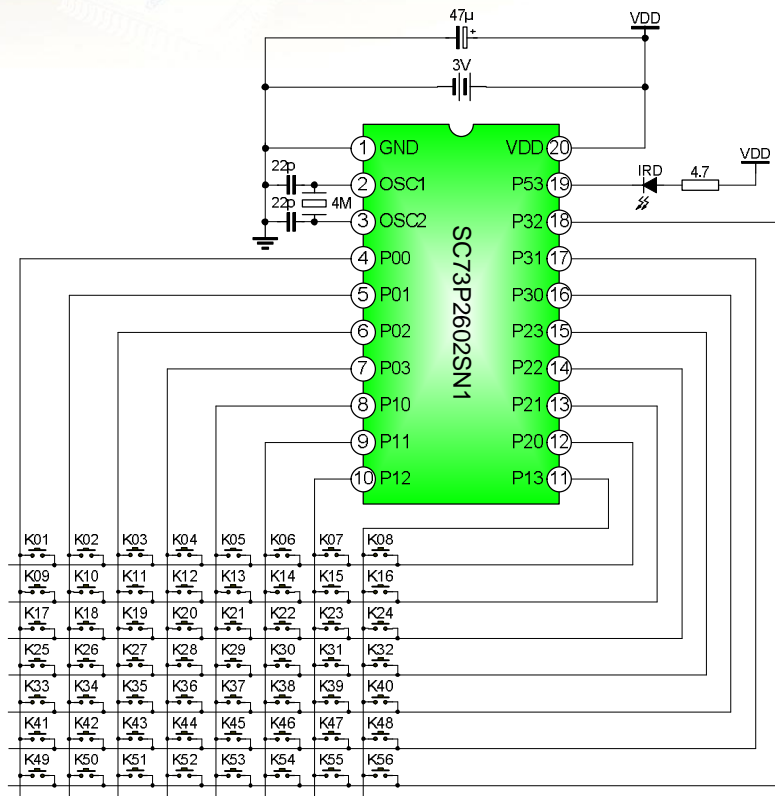 47µ
+
VDD
3V
1 GND
VDD 20
22p
2 OSC1
P53 19
IRD
4.7
VDD
22p
4M
3 OSC2
P32 18
4 P00
P31 17
5 P01
P30 16
6 P02
P23 15
7 P03
P22 14
8 P10
P21 13
9 P11
P20 12
10 P12
P13 11
SC73P2602SN1
K01 K02 K03 K04 K05 K06 K07 K08
K09 K10 K11 K12 K13 K14 K15 K16
K17 K18 K19 K20 K21 K22 K23 K24
K25 K26 K27 K28 K29 K30 K31 K32
K33 K34 K35 K36 K37 K38 K39 K40
K41 K42 K43 K44 K45 K46 K47 K48
K49 K50 K51 K52 K53 K54 K55 K56